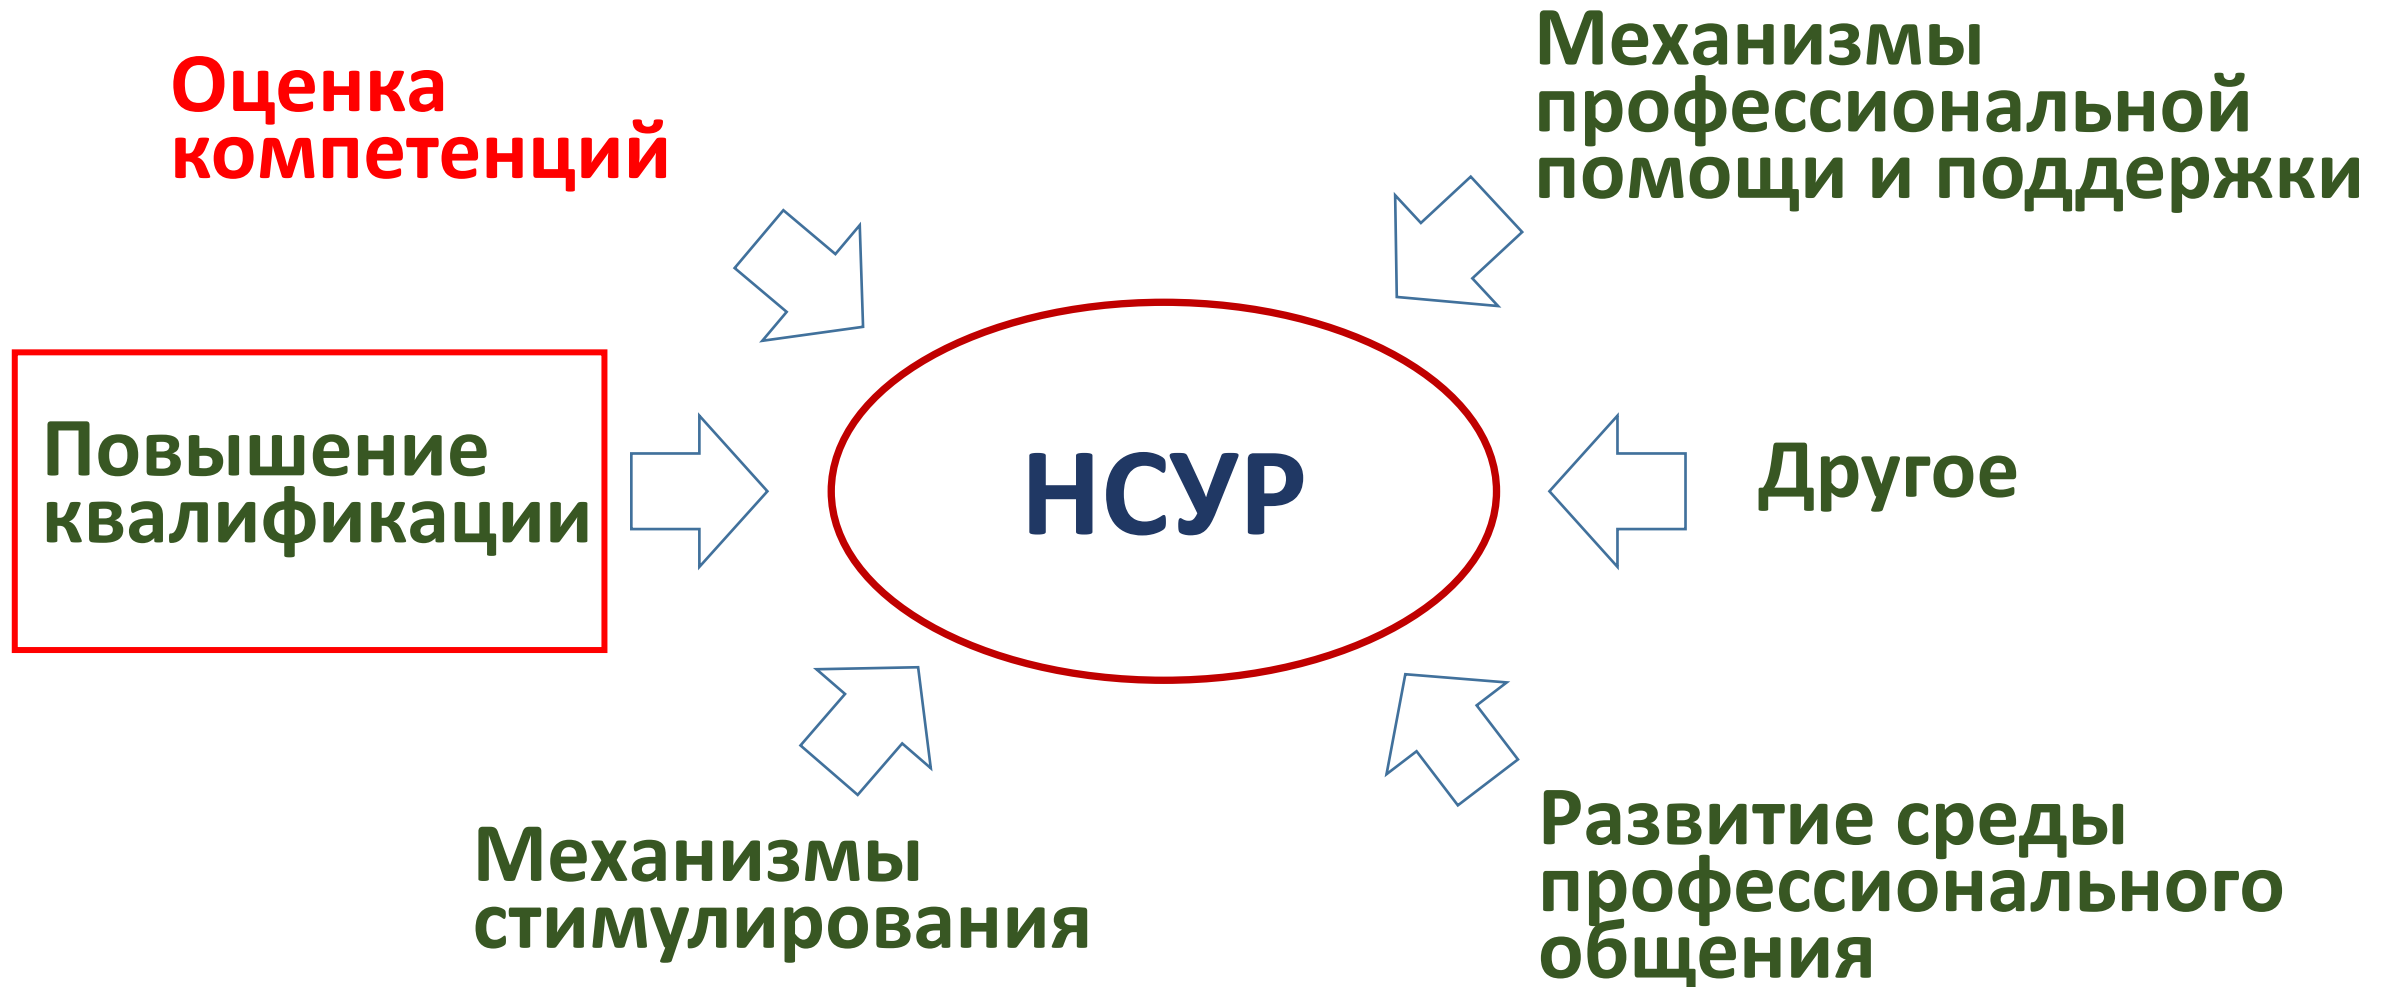 Оценка
компетенций
Механизмы
профессиональной
помощи и поддержки
Повышение
квалификации
НСУР
Другое
Механизмы
стимулирования
Развитие среды
профессионального
общения